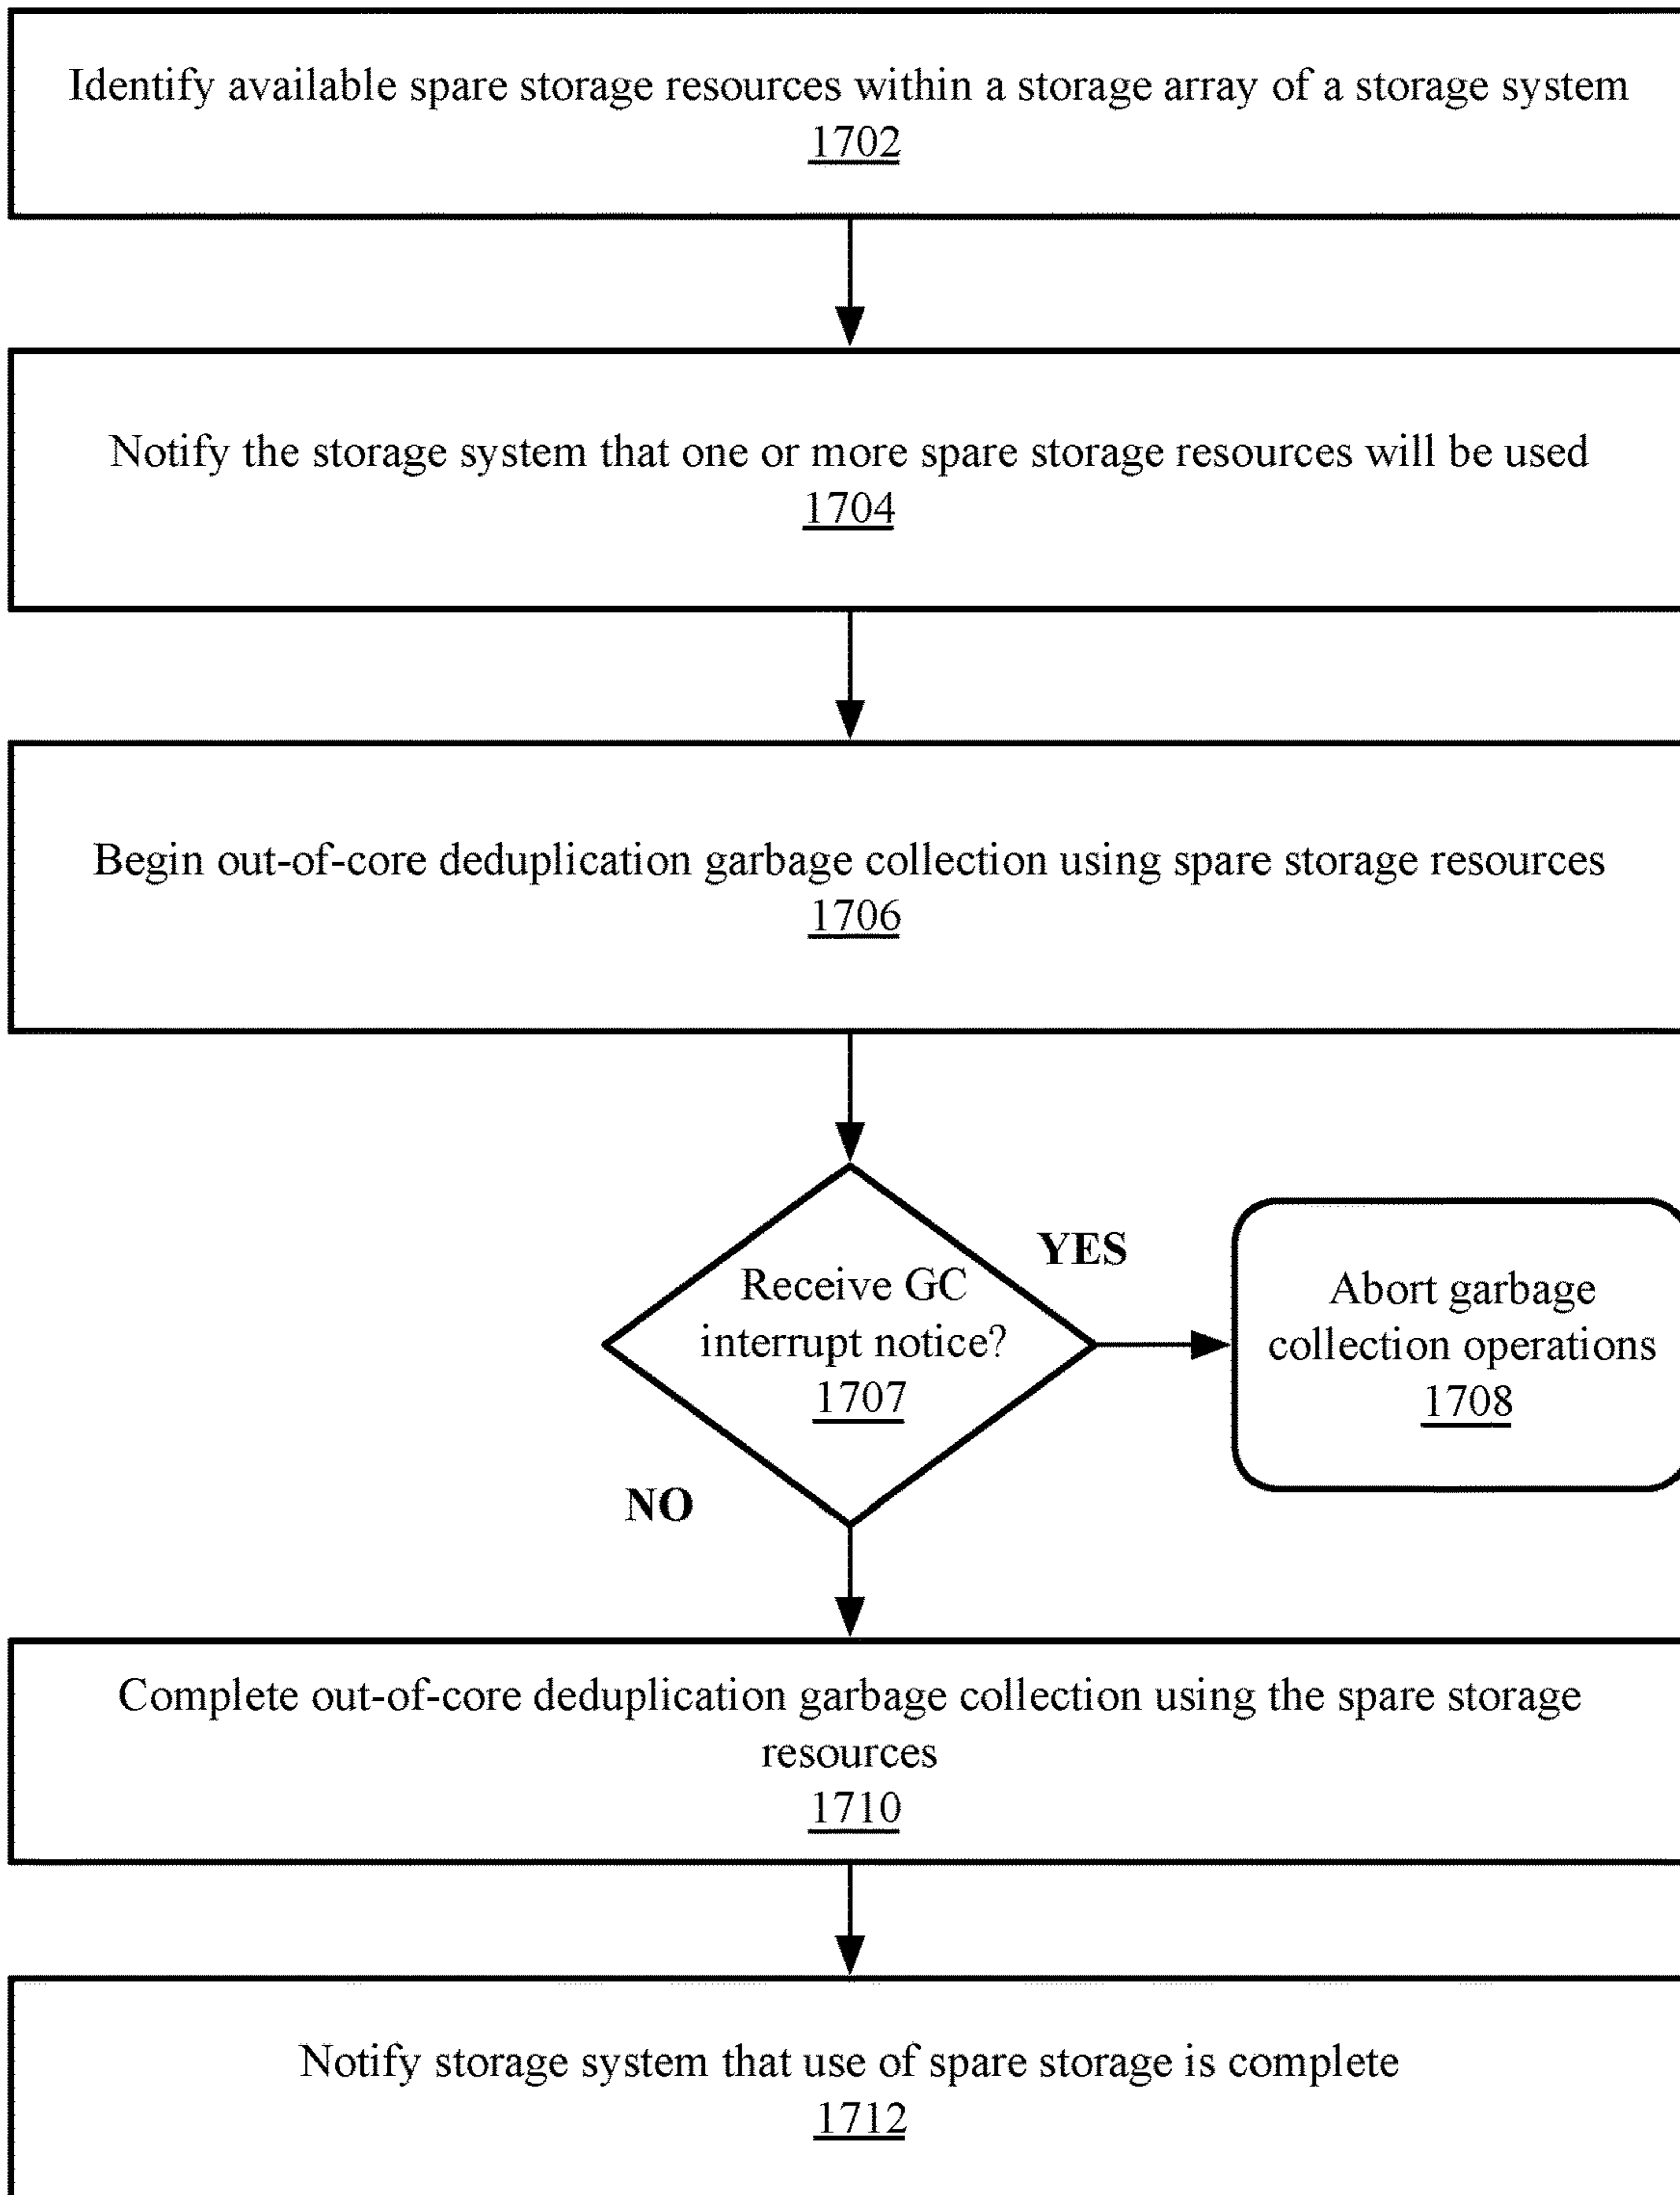 Identify available spare storage resources within a storage array of a storage system
1702
Notify the storage system that one or more spare storage resources will be used
1704
Begin out-of-core deduplication garbage collection using spare storage resources
1706
YES
Receive GC
interrupt notice?
1707
Abort garbage
collection operations
1708
NO
Complete out-of-core deduplication garbage collection using the spare storage
resources
1710
Notify storage system that use of spare storage is complete
1712